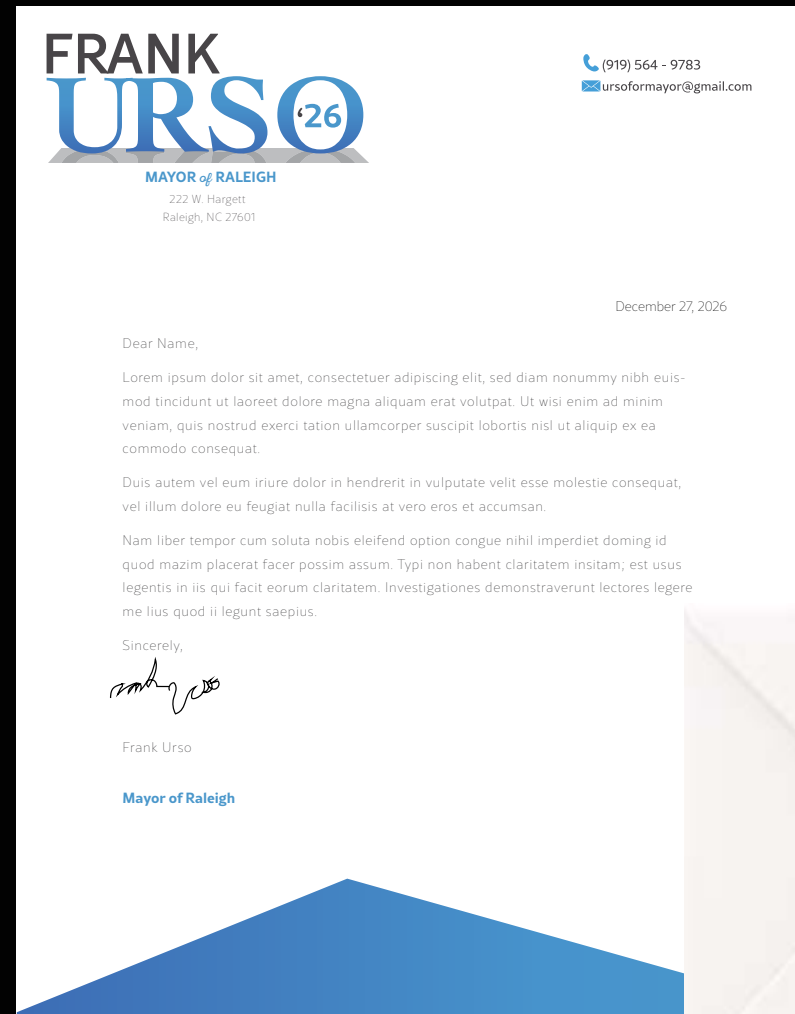 FRANK
URSO
‘26
MAYOR of RALEIGH
222 W. Hargett
Raleigh, NC 27601
(919) 564 - 9783
ursoformayor@gmail.com
December 27, 2026
Dear Name,
Lorem ipsum dolor sit amet, consectetuer adipiscing elit, sed diam nonummy nibh euis-
mod tincidunt ut laoreet dolore magna aliquam erat volutpat. Ut wisi enim ad minim
veniam, quis nostrud exerci tation ullamcorper suscipit lobortis nisl ut aliquip ex ea
commodo consequat.
Duis autem vel eum iriure dolor in hendrerit in vulputate velit esse molestie consequat,
vel illum dolore eu feugiat nulla facilisis at vero eros et accumsan.
Nam liber tempor cum soluta nobis eleifend option congue nihil imperdiet doming id
quod mazim placerat facer possim assum. Typi non habent claritatem insitam; est usus
legentis in iis qui facit eorum claritatem. Investigationes demonstraverunt lectores legere
me lius quod ii legunt saepius.
Sincerely,
Frank Urso
Mayor of Raleigh